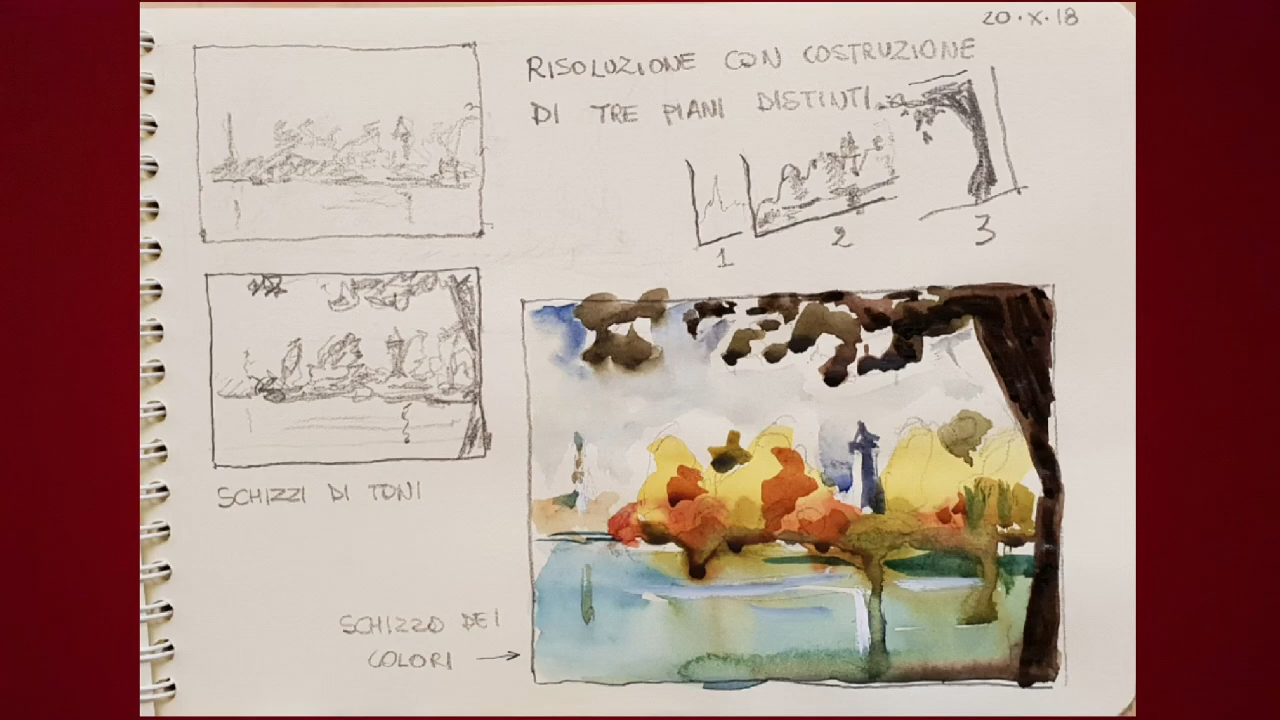 20·X·18
RISOLUZIONE CON COSTRUZIONE
DI TRE PIANI DISTINTI.
1
2
3
SCHIZZI DI TONI
SCHIZZO DEI
COLORI →